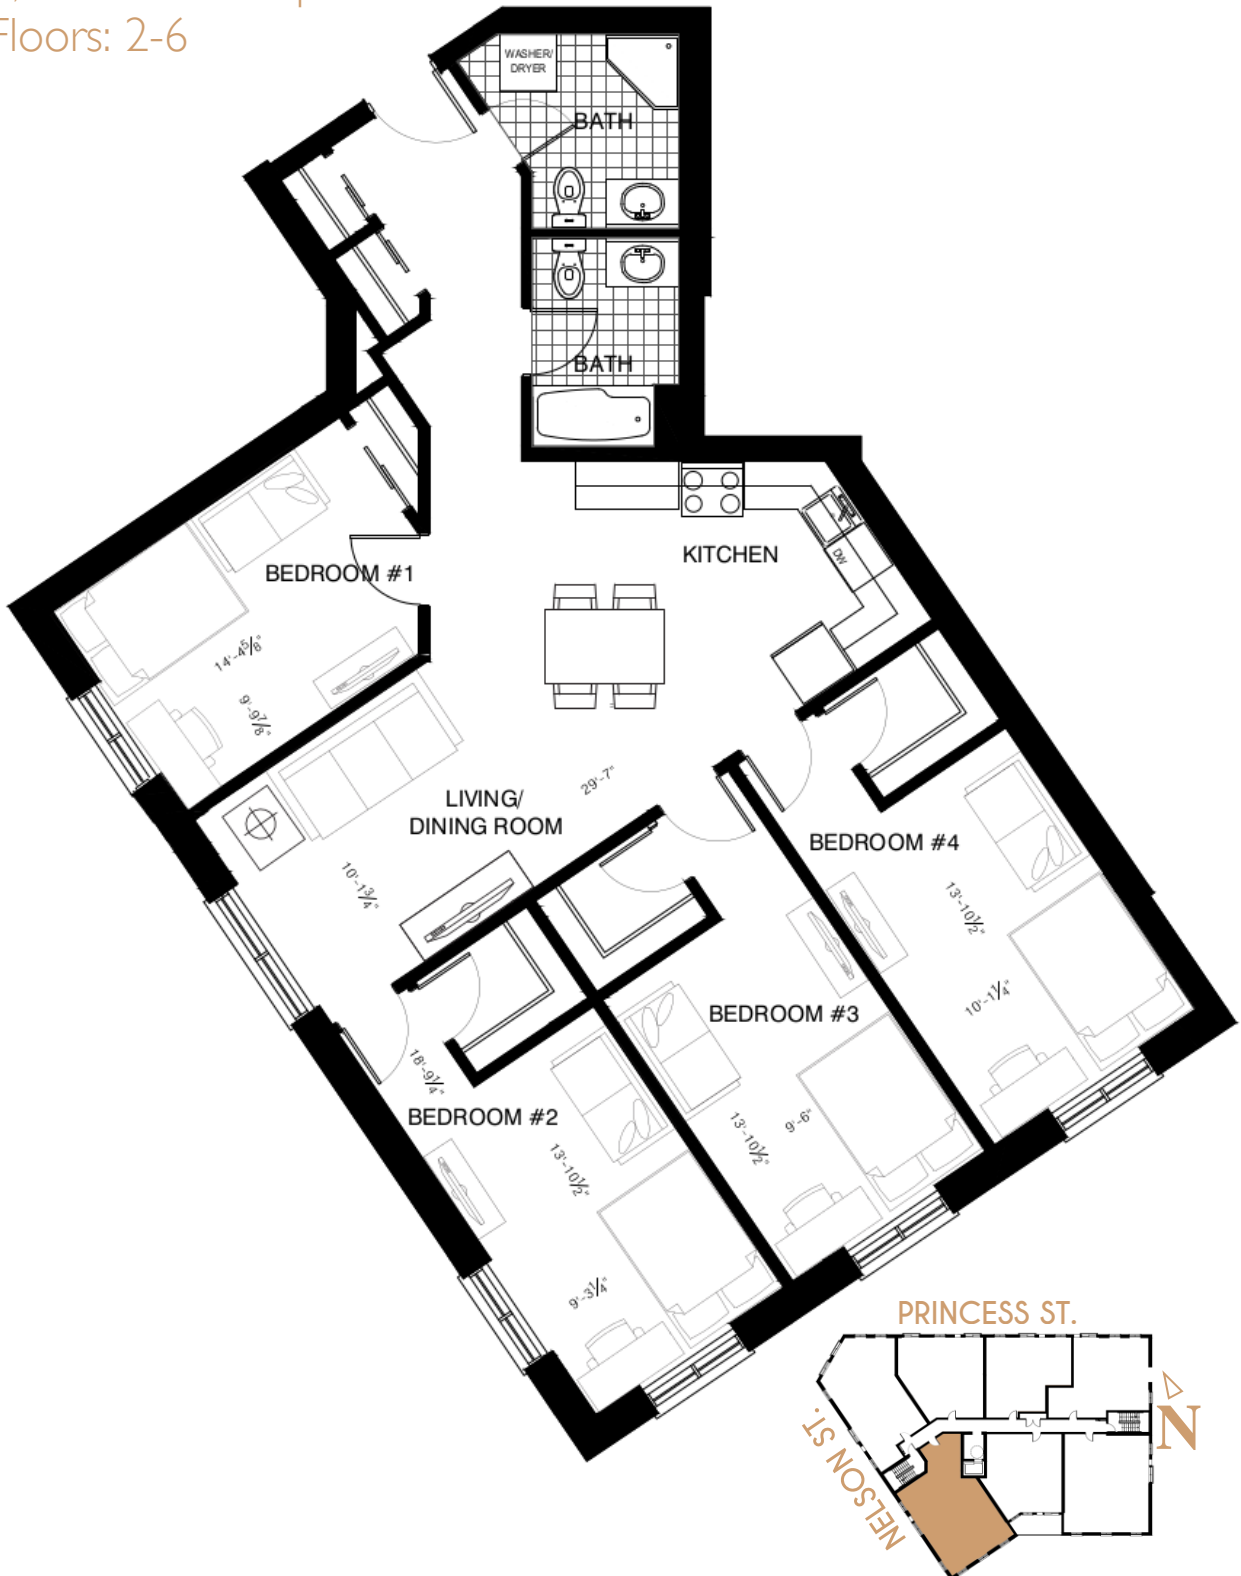 Floors: 2-6
WASHER/
DRYER
BATH
BATH
KITCHEN
DW
BEDROOM #1
14'-4⅝"
9'-9⅞"
LIVING/
DINING ROOM
29'-7"
10'-1¾"
BEDROOM #4
13'-10½"
10'-1¼"
BEDROOM #3
13'-10½"
9'-6"
18'-9¼"
BEDROOM #2
13'-10½"
9'-3¼"
PRINCESS ST.
NELSON ST.
N